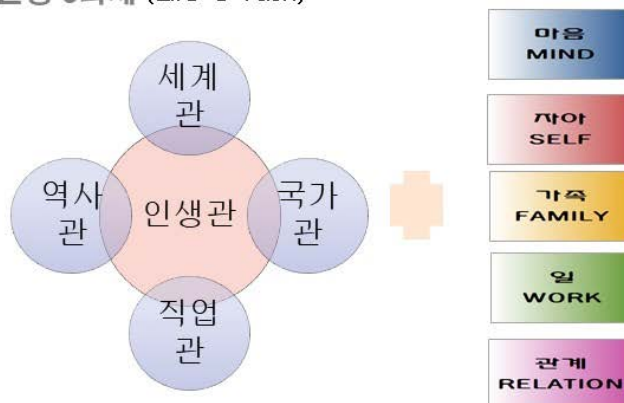 세계
관
역사
관
인생관
국가
관
직업
관
마음
MIND
자아
SELF
가족
FAMILY
일
WORK
관계
RELATION